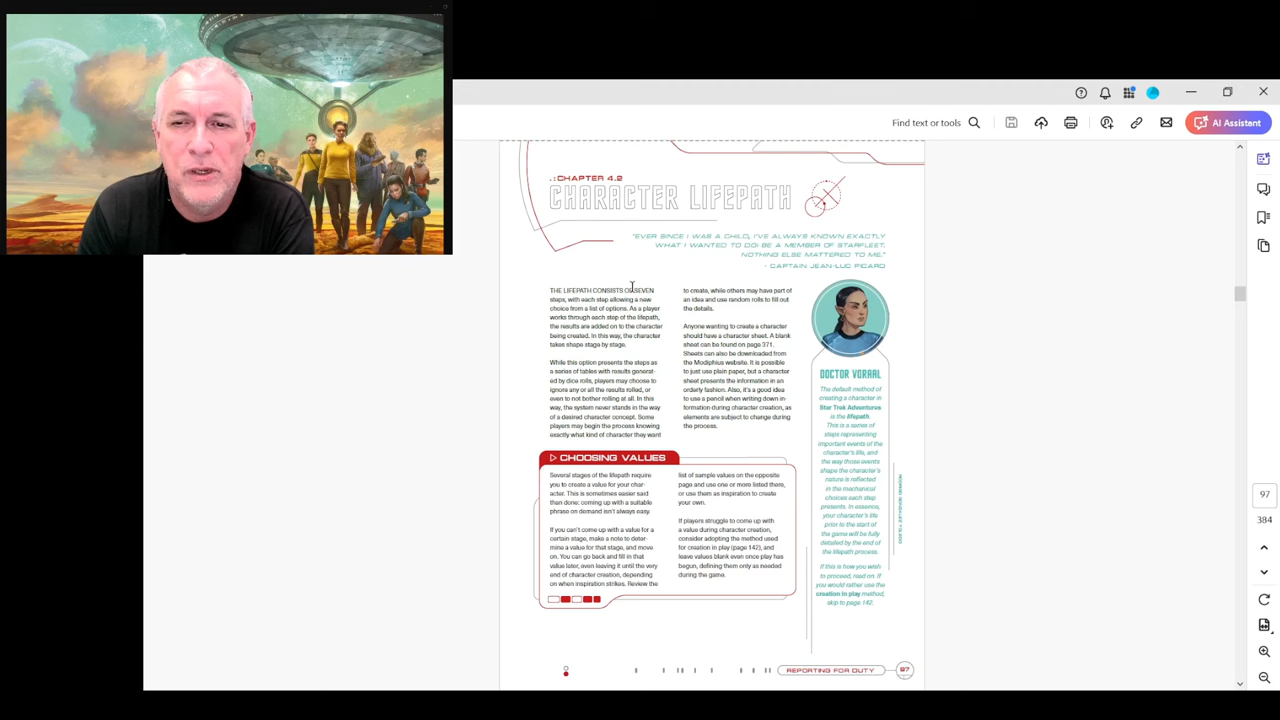 Find text or tools
AI Assistant
.:CHAPTER 4.2
CHARACTER LIFEPATH
"EVER SINCE I WAS A CHILD, I'VE ALWAYS KNOWN EXACTLY
WHAT I WANTED TO DO: BE A MEMBER OF STARFLEET.
NOTHING ELSE MATTERED TO ME."
- CAPTAIN JEAN-LUC PICARD
THE LIFEPATH CONSISTS OF SEVEN
steps, with each step allowing a new
choice from a list of options. As a player
works through each step of the lifepath,
the results are added on to the character
being created. In this way, the character
takes shape stage by stage.
While this option presents the steps as
a series of tables with results generat-
ed by dice rolls, players may choose to
ignore any or all the results rolled, or
even to not bother rolling at all. In this
way, the system never stands in the way
of a desired character concept. Some
players may begin the process knowing
exactly what kind of character they want
to create, while others may have part of
an idea and use random rolls to fill out
the details.
Anyone wanting to create a character
should have a character sheet. A blank
sheet can be found on page 371.
Sheets can also be downloaded from
the Modiphius website. It is possible
to just use plain paper, but a character
sheet presents the information in an
orderly fashion. Also, it's a good idea
to use a pencil when writing down in-
formation during character creation, as
elements are subject to change during
the process.
DOCTOR VORAAL
The default method of
creating a character in
Star Trek Adventures
is the lifepath.
This is a series of
steps representing
important events of the
character's life, and
the way those events
shape the character's
nature is reflected
in the mechanical
choices each step
presents. In essence,
your character's life
prior to the start of
the game will be fully
detailed by the end of
the lifepath process.
If this is how you wish
to proceed, read on. If
you would rather use the
creation in play method,
skip to page 142.
CHOOSING VALUES
Several stages of the lifepath require
you to create a value for your char-
acter. This is sometimes easier said
than done: coming up with a suitable
phrase on demand isn't always easy.
If you can't come up with a value for a
certain stage, make a note to deter-
mine a value for that stage, and move
on. You can go back and fill in that
value later, even leaving it until the very
end of character creation, depending
on when inspiration strikes. Review the
list of sample values on the opposite
page and use one or more listed there,
or use them as inspiration to create
your own.
If players struggle to come up with
a value during character creation,
consider adopting the method used
for creation in play (page 142), and
leave values blank even once play has
begun, defining them only as needed
during the game.
REPORTING FOR DUTY
97
97
384